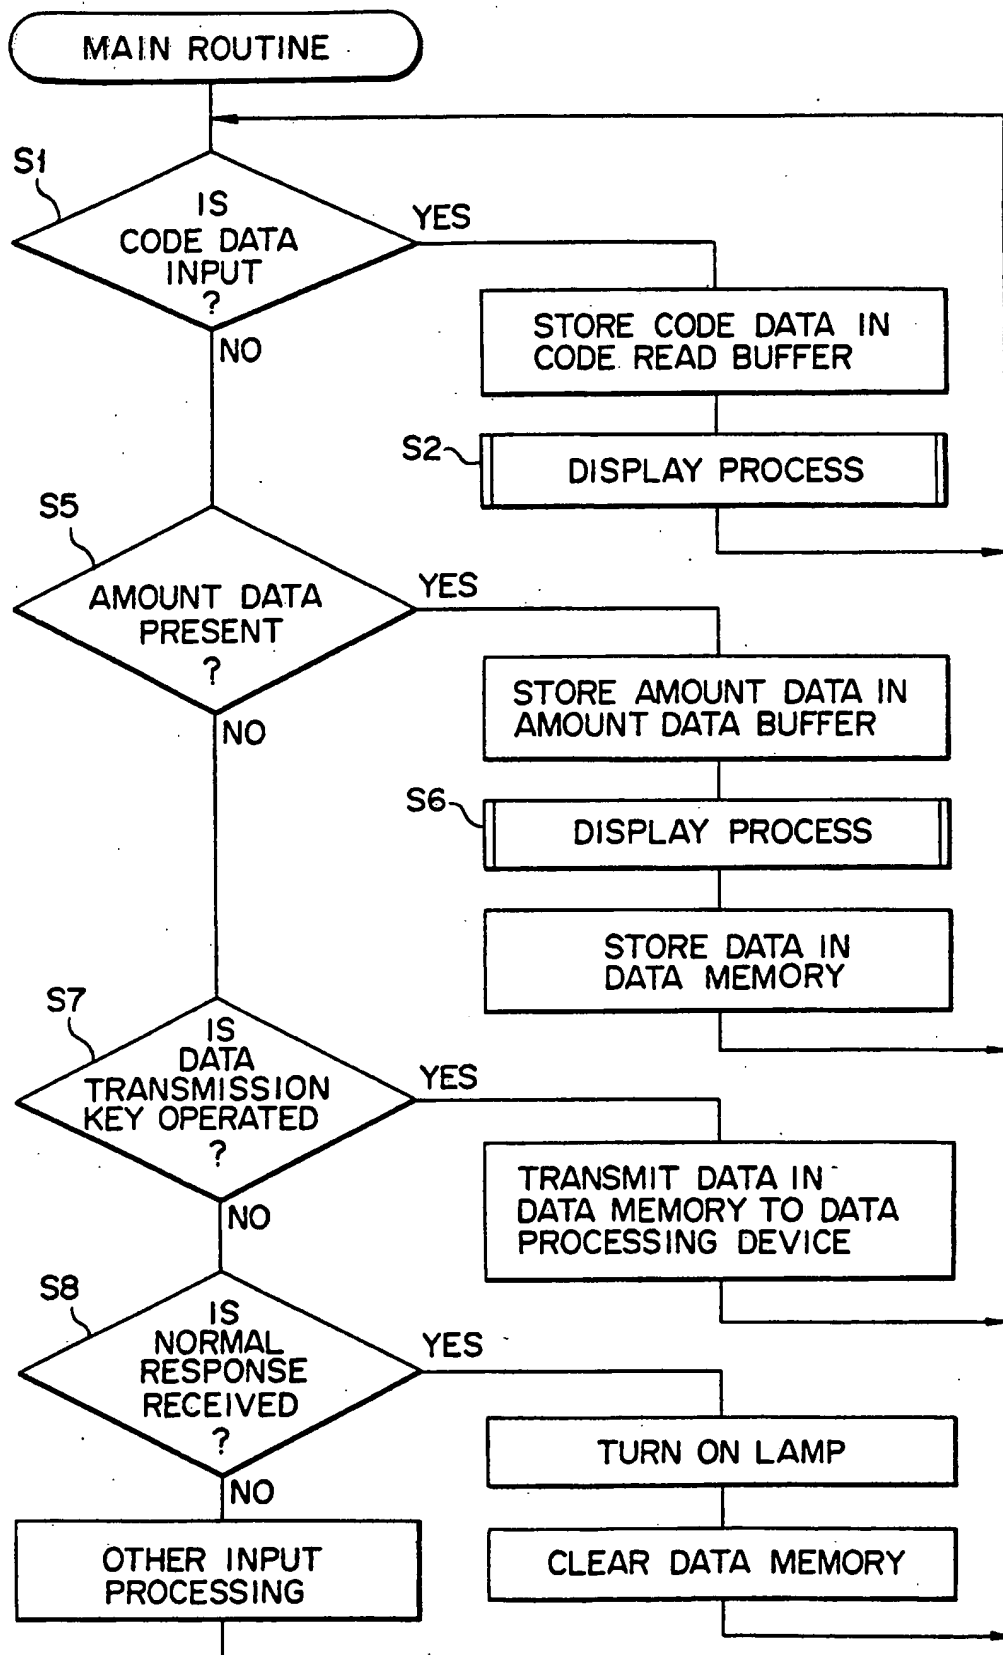 MAIN ROUTINE
S1
IS
CODE DATA
INPUT
?
YES
NO
STORE CODE DATA IN
CODE READ BUFFER
S2
DISPLAY PROCESS
S5
AMOUNT DATA
PRESENT
?
YES
NO
STORE AMOUNT DATA IN
AMOUNT DATA BUFFER
S6
DISPLAY PROCESS
STORE DATA IN
DATA MEMORY
S7
IS
DATA
TRANSMISSION
KEY OPERATED
?
YES
NO
TRANSMIT DATA IN
DATA MEMORY TO DATA
PROCESSING DEVICE
S8
IS
NORMAL
RESPONSE
RECEIVED
?
YES
NO
TURN ON LAMP
CLEAR DATA MEMORY
OTHER INPUT
PROCESSING